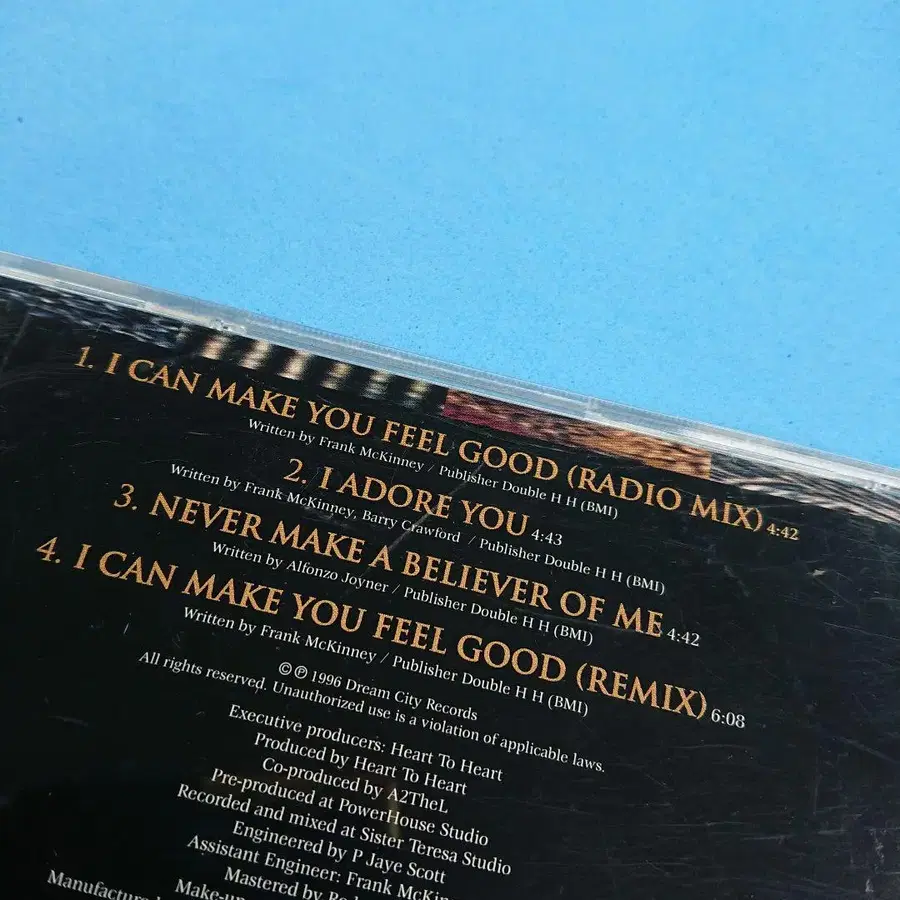 1. I CAN MAKE YOU FEEL GOOD (RADIO MIX) 4:42
Written by Frank McKinney / Publisher Double H H (BMI)
2. I ADORE YOU 4:43
Written by Frank McKinney, Barry Crawford / Publisher Double H H (BMI)
3. NEVER MAKE A BELIEVER OF ME 4:42
Written by Alfonzo Joyner / Publisher Double H H (BMI)
4. I CAN MAKE YOU FEEL GOOD (REMIX) 6:08
Written by Frank McKinney / Publisher Double H H (BMI)
©℗ 1996 Dream City Records
All rights reserved. Unauthorized use is a violation of applicable laws.
Executive producers: Heart To Heart
Produced by Heart To Heart
Co-produced by A2TheL
Pre-produced at PowerHouse Studio
Recorded and mixed at Sister Teresa Studio
Engineered by P Jaye Scott
Assistant Engineer: Frank
Mastered by